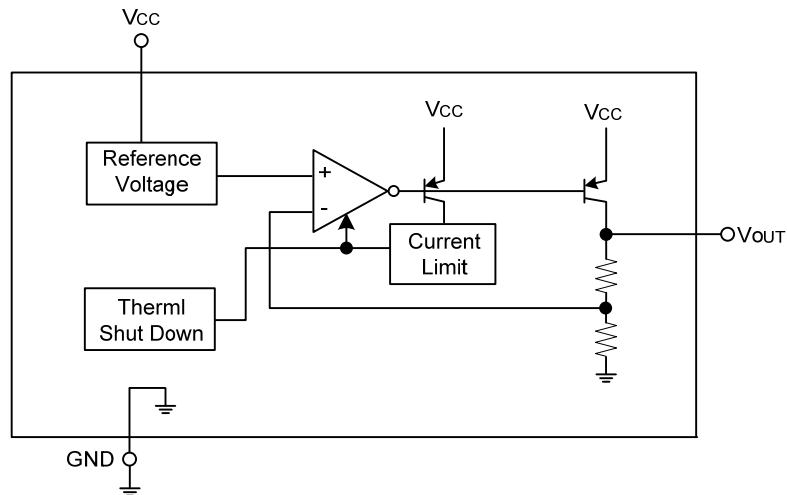 VCC
VCC
VCC
Reference
Voltage
+
-
Current
Limit
VOUT
Therml
Shut Down
GND